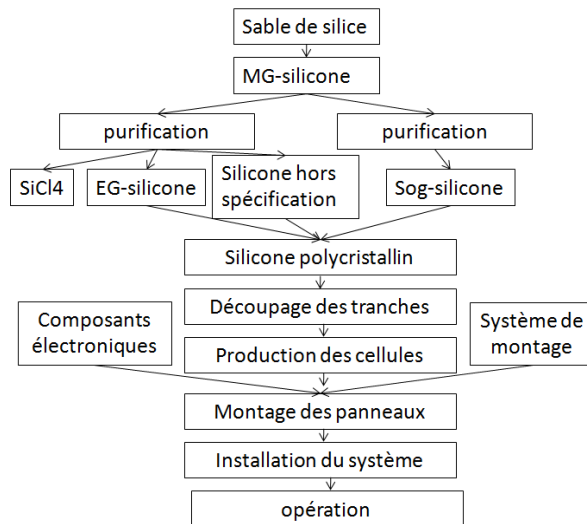 Sable de silice
MG-silicone
purification
purification
SiCl4
EG-silicone
Silicone hors
spécification
Sog-silicone
Silicone polycristallin
Découpage des tranches
Composants
électroniques
Système de
montage
Production des cellules
Montage des panneaux
Installation du système
opération